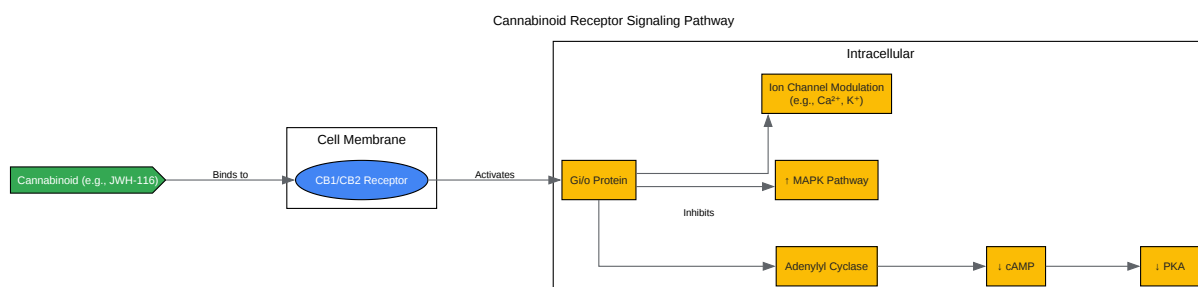 Cannabinoid Receptor Signaling Pathway
Intracellular
Ion Channel Modulation
(e.g., Ca²⁺, K⁺)
Cell Membrane
Cannabinoid (e.g., JWH-116)
Binds to
CB1/CB2 Receptor
Activates
Gi/o Protein
↑ MAPK Pathway
Inhibits
Adenylyl Cyclase
↓ cAMP
↓ PKA